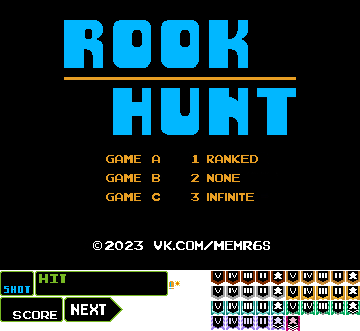 ROOK
HUNT
GAME A 1 RANKED
GAME B 2 NONE
GAME C 3 INFINITE
©2023 VK.COM/MEMR6S
HIT
SHOT
SCORE NEXT